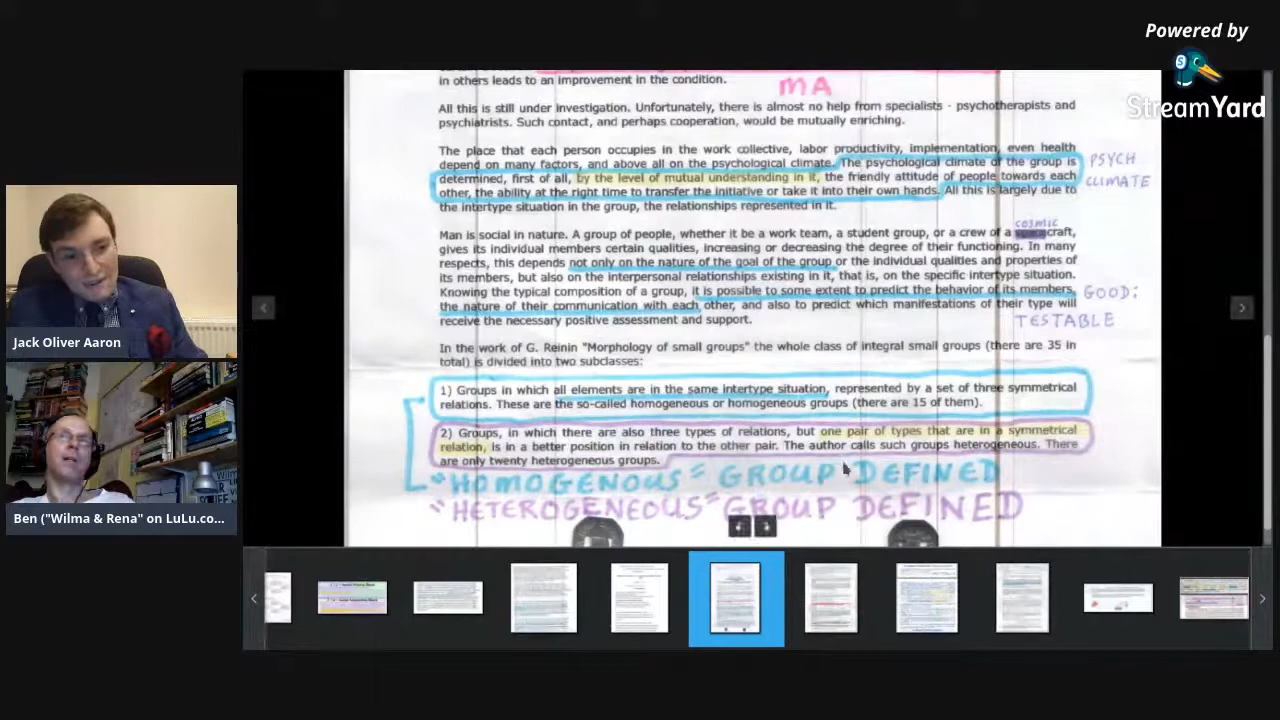 Powered by
StreamYard
in others leads to an improvement in the condition.
MA
All this is still under investigation. Unfortunately, there is almost no help from specialists - psychotherapists and
psychiatrists. Such contact, and perhaps cooperation, would be mutually enriching.
The place that each person occupies in the work collective, labor productivity, implementation, even health
depend on many factors, and above all on the psychological climate. The psychological climate of the group is
determined, first of all, by the level of mutual understanding in it, the friendly attitude of people towards each
other, the ability at the right time to transfer the initiative or take it into their own hands. All this is largely due to
the intertype situation in the group, the relationships represented in it.
PSYCH
CLIMATE
Man is social in nature. A group of people, whether it be a work team, a student group, or a crew of a craft,
COSMIC
gives its individual members certain qualities, increasing or decreasing the degree of their functioning. In many
respects, this depends not only on the nature of the goal of the group or the individual qualities and properties of
its members, but also on the interpersonal relationships existing in it, that is, on the specific intertype situation.
Knowing the typical composition of a group, it is possible to some extent to predict the behavior of its members,
the nature of their communication with each other, and also to predict which manifestations of their type will
receive the necessary positive assessment and support.
GOOD:
TESTABLE
In the work of G. Reinin "Morphology of small groups" the whole class of integral small groups (there are 35 in
total) is divided into two subclasses:
1) Groups in which all elements are in the same intertype situation, represented by a set of three symmetrical
relations. These are the so-called homogeneous or homogeneous groups (there are 15 of them).
2) Groups, in which there are also three types of relations, but one pair of types that are in a symmetrical
relation, is in a better position in relation to the other pair. The author calls such groups heterogeneous. There
are only twenty heterogeneous groups.
"HOMOGENOUS" GROUP DEFINED
"HETEROGENEOUS" GROUP DEFINED
Jack Oliver Aaron
Ben ("Wilma & Rena" on LuLu.co...